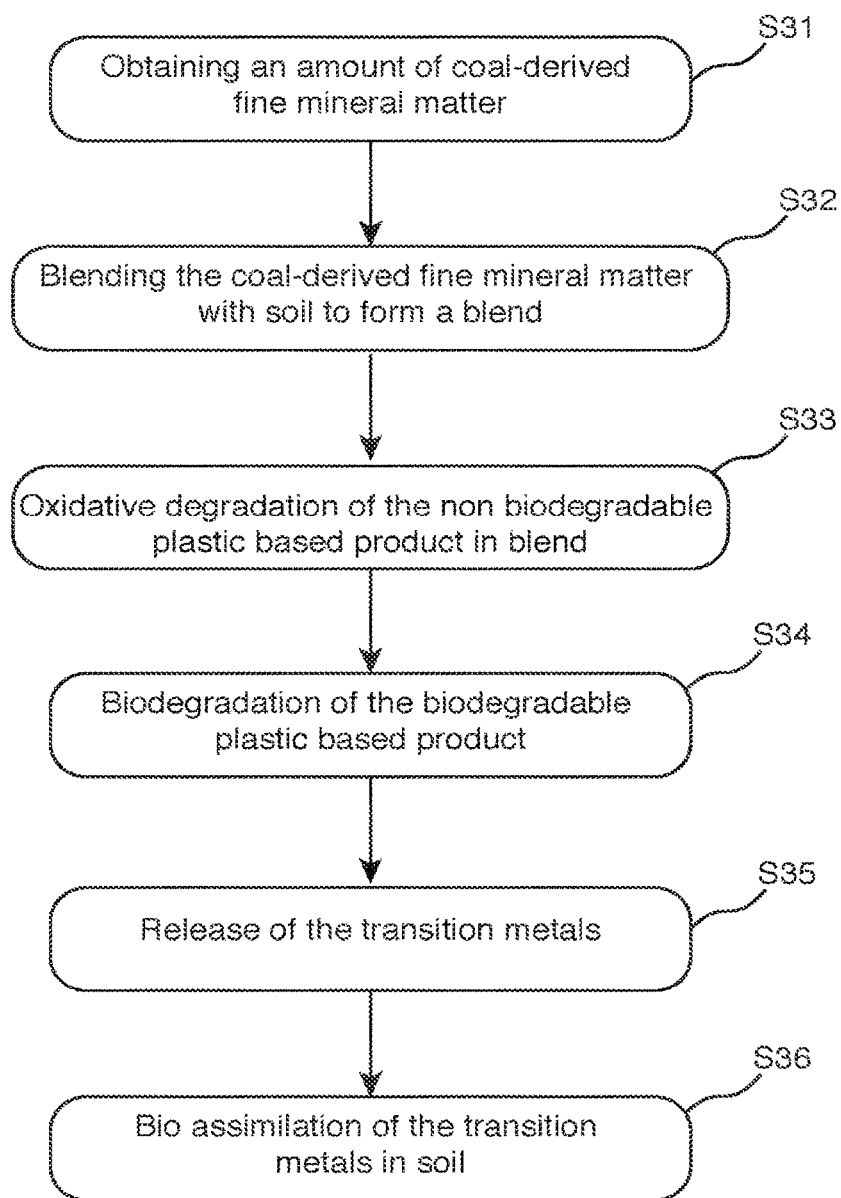 S31
Obtaining an amount of coal-derived
fine mineral matter
S32
Blending the coal-derived fine mineral matter
with soil to form a blend
S33
Oxidative degradation of the non biodegradable
plastic based product in blend
S34
Biodegradation of the biodegradable
plastic based product
S35
Release of the transition metals
S36
Bio assimilation of the transition
metals in soil